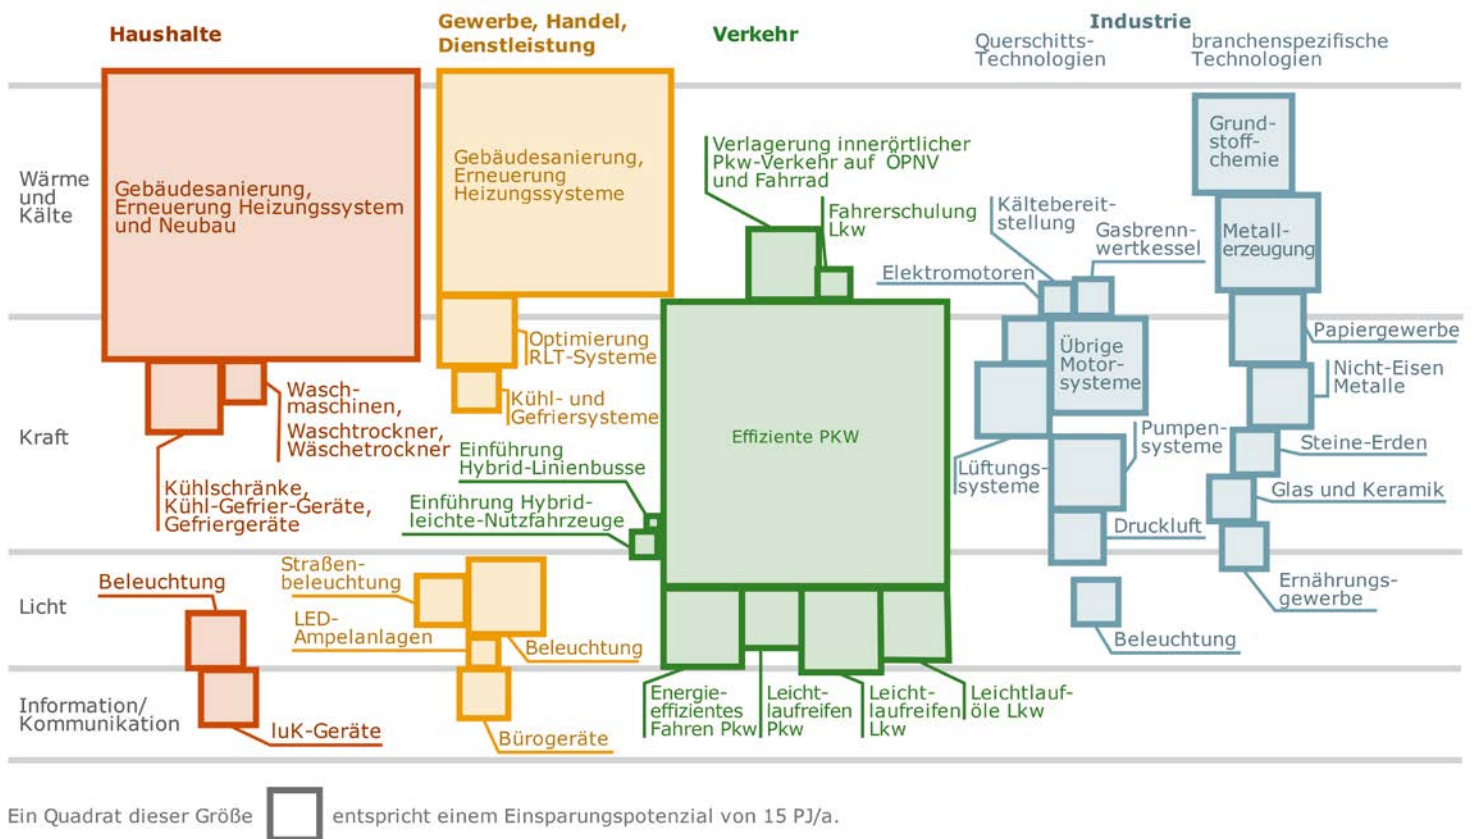 Haushalte
Gewerbe, Handel,
Dienstleistung
Verkehr
Industrie
Querschitts-
Technologien
branchenspezifische
Technologien
Wärme
und
Kälte
Gebäudesanierung,
Erneuerung Heizungssystem
und Neubau
Gebäudesanierung,
Erneuerung
Heizungssysteme
Verlagerung innerörtlicher
Pkw-Verkehr auf ÖPNV
und Fahrrad
Fahrerschulung
Lkw
Kältebereit-
stellung
Gasbrenn-
wertkessel
Elektromotoren
Grund-
stoff-
chemie
Metall-
erzeugung
Kraft
Wasch-
maschinen,
Waschtrockner,
Wäschetrockner
Kühlschränke,
Kühl-Gefrier-Geräte,
Gefriergeräte
Optimierung
RLT-Systeme
Kühl- und
Gefriersysteme
Einführung
Hybrid-Linienbusse
Einführung Hybrid-
leichte-Nutzfahrzeuge
Effiziente PKW
Übrige
Motor-
systeme
Lüftungs-
systeme
Pumpen-
systeme
Druckluft
Papiergewerbe
Nicht-Eisen
Metalle
Steine-Erden
Glas und Keramik
Ernährungs-
gewerbe
Licht
Beleuchtung
Straßen-
beleuchtung
LED-
Ampelanlagen
Beleuchtung
Beleuchtung
Information/
Kommunikation
IuK-Geräte
Bürogeräte
Energie-
effizientes
Fahren Pkw
Leicht-
laufreifen
Pkw
Leicht-
laufreifen
Lkw
Leichtlauf-
öle Lkw
Ein Quadrat dieser Größe entspricht einem Einsparungspotenzial von 15 PJ/a.